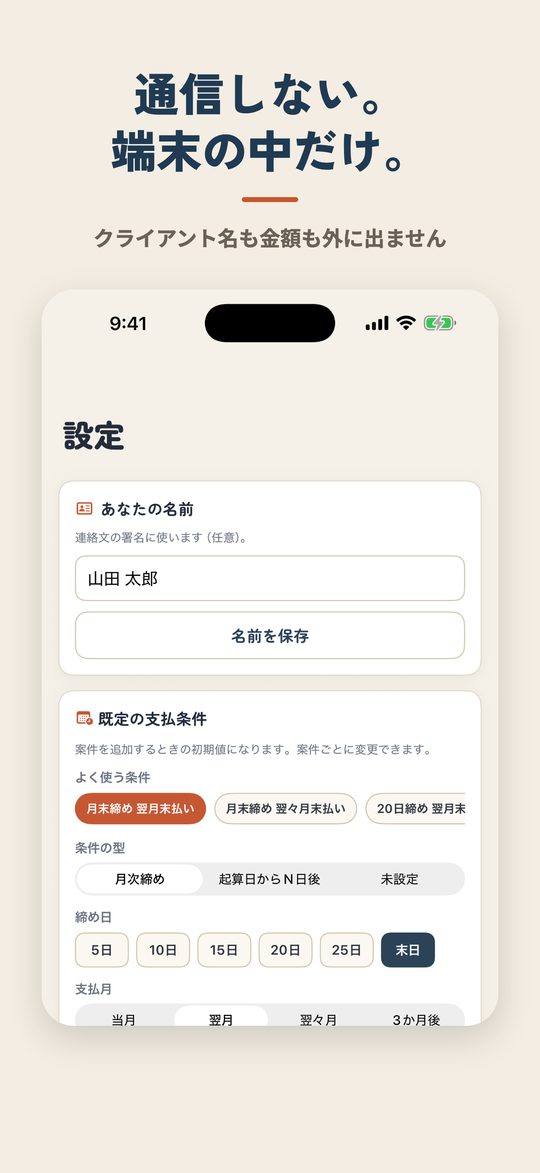 通信しない。
端末の中だけ。
クライアント名も金額も外に出ません
9:41
設定
あなたの名前
連絡文の署名に使います（任意）。
山田 太郎
名前を保存
既定の支払条件
案件を追加するときの初期値になります。案件ごとに変更できます。
よく使う条件
月末締め 翌月末払い 月末締め 翌々月末払い 20日締め 翌月末
条件の型
月次締め 起算日からN日後 未設定
締め日
5日 10日 15日 20日 25日 末日
支払月
当月 翌月 翌々月 3か月後